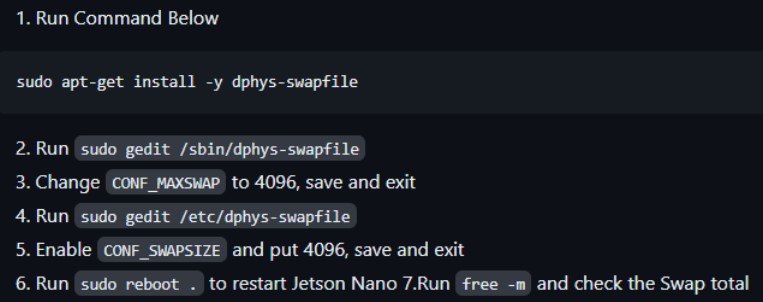 1. Run Command Below
sudo apt-get install -y dphys-swapfile
2. Run sudo gedit /sbin/dphys-swapfile
3. Change CONF_MAXSWAP to 4096, save and exit
4. Run sudo gedit /etc/dphys-swapfile
5. Enable CONF_SWAPSIZE and put 4096, save and exit
6. Run sudo reboot . to restart Jetson Nano 7.Run free -m and check the Swap total